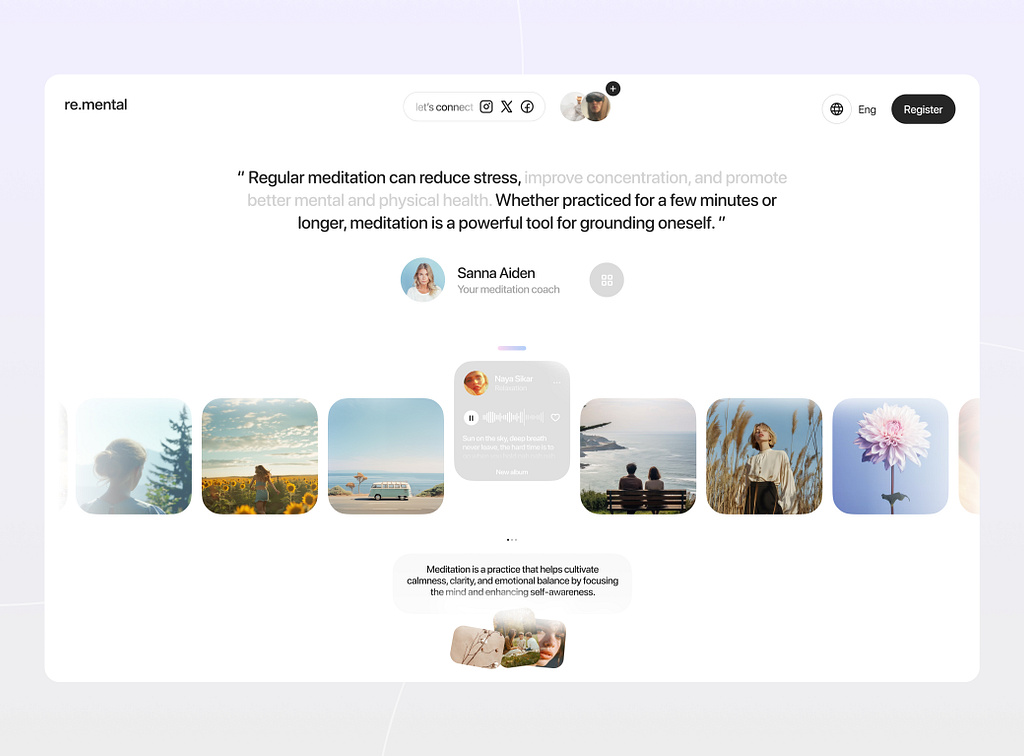 re.mental
let's connect
Eng
Register
“ Regular meditation can reduce stress, improve concentration, and promote
better mental and physical health. Whether practiced for a few minutes or
longer, meditation is a powerful tool for grounding oneself. ”
Sanna Aiden
Your meditation coach
Naya Sikar
Relaxation
Sun on the sky, deep breath
never leave, the hard time is to
New album
Meditation is a practice that helps cultivate
calmness, clarity, and emotional balance by focusing
the mind and enhancing self-awareness.